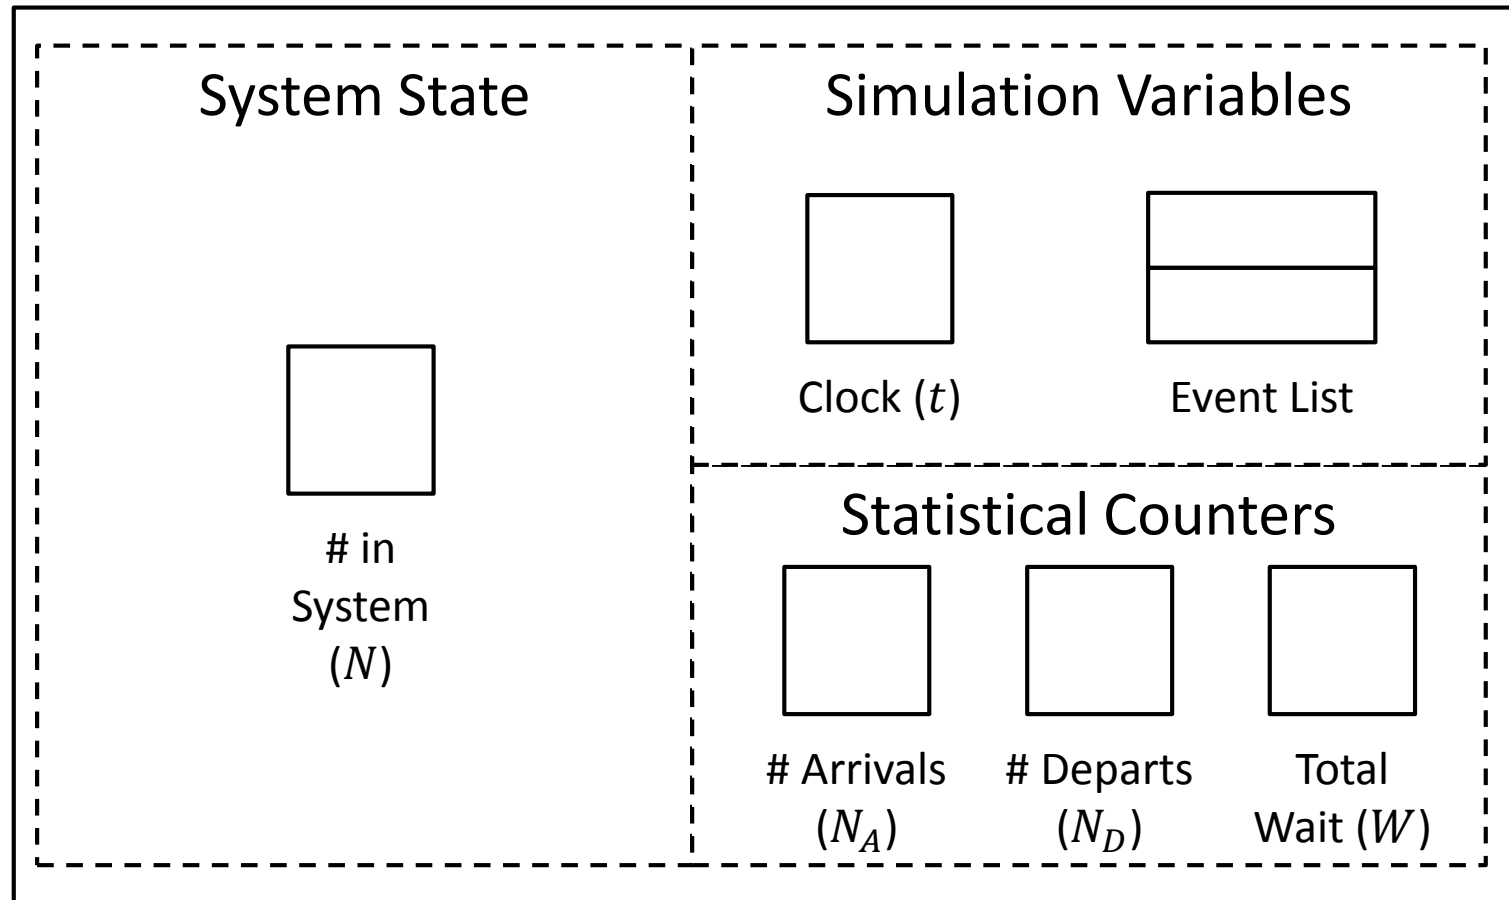 System State
# in
System
(N)
Simulation Variables
Clock (t)
Event List
Statistical Counters
# Arrivals
(N_A)
# Departs
(N_D)
Total
Wait (W)